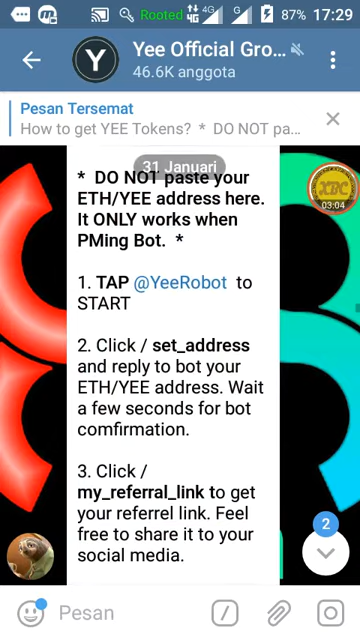 Rooted 4G 4G G 87% 17:29
Y Yee Official Gro...
46.6K anggota
Pesan Tersemat
How to get YEE Tokens? * DO NOT pa...
31 Januari
* DO NOT paste your
ETH/YEE address here.
It ONLY works when
PMing Bot. *
XBC
03:04
1. TAP @YeeRobot to
START
2. Click / set_address
and reply to bot your
ETH/YEE address. Wait
a few seconds for bot
comfirmation.
3. Click /
my_referral_link to get
your referrel link. Feel
free to share it to your
social media.
2
Pesan